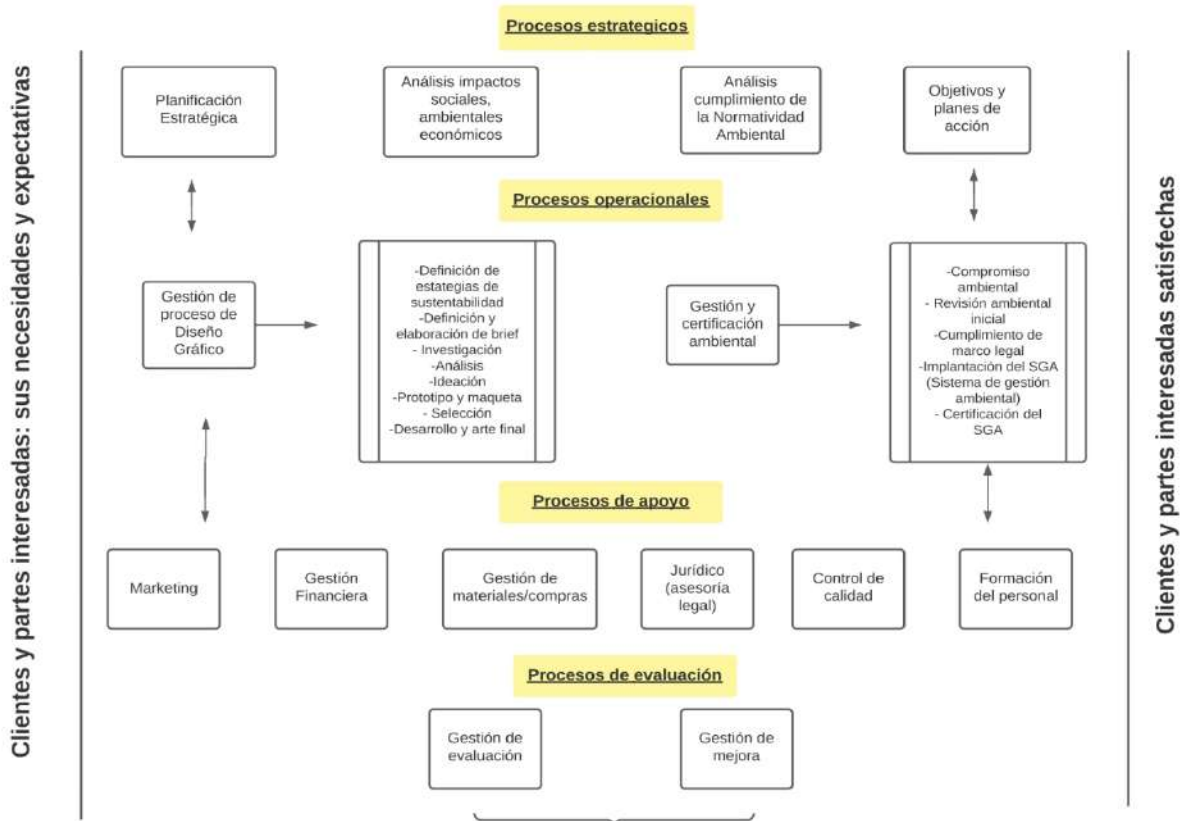 Procesos estrategicos
Clientes y partes interesadas: sus necesidades y expectativas
Planificación
Estratégica
Análisis impactos
sociales,
ambientales
económicos
Análisis
cumplimiento de
la Normatividad
Ambiental
Objetivos y
planes de
acción
Procesos operacionales
Gestión de
proceso de
Diseño
Gráfico
-Definición de
estategias de
sustentabilidad
-Definición y
elaboración de brief
- Investigación
-Análisis
-Ideación
-Prototipo y maqueta
- Selección
-Desarrollo y arte final
Gestión y
certificación
ambiental
-Compromiso
ambiental
- Revisión ambiental
inicial
-Cumplimiento de
marco legal
-Implantación del SGA
(Sistema de gestión
ambiental)
- Certificación del
SGA
Procesos de apoyo
Marketing
Gestión
Financiera
Gestión de
materiales/compras
Jurídico
(asesoría
legal)
Control de
calidad
Formación
del personal
Procesos de evaluación
Gestión de
evaluación
Gestión de
mejora
Clientes y partes interesadas satisfechas